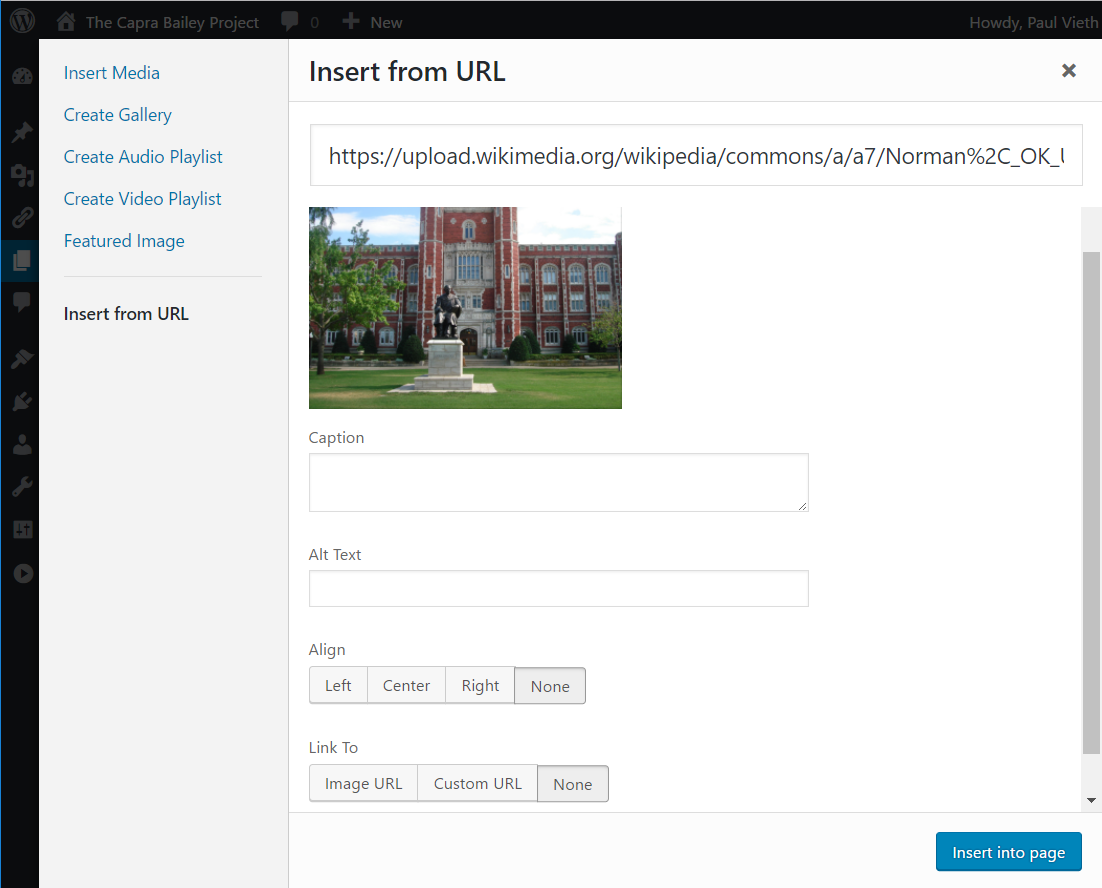 The Capra Bailey Project 0 New Howdy, Paul Vieth
Insert Media
Create Gallery
Create Audio Playlist
Create Video Playlist
Featured Image
Insert from URL
Insert from URL
https://upload.wikimedia.org/wikipedia/commons/a/a7/Norman%2C_OK_U
Caption
Alt Text
Align
Left Center Right None
Link To
Image URL Custom URL None
Insert into page